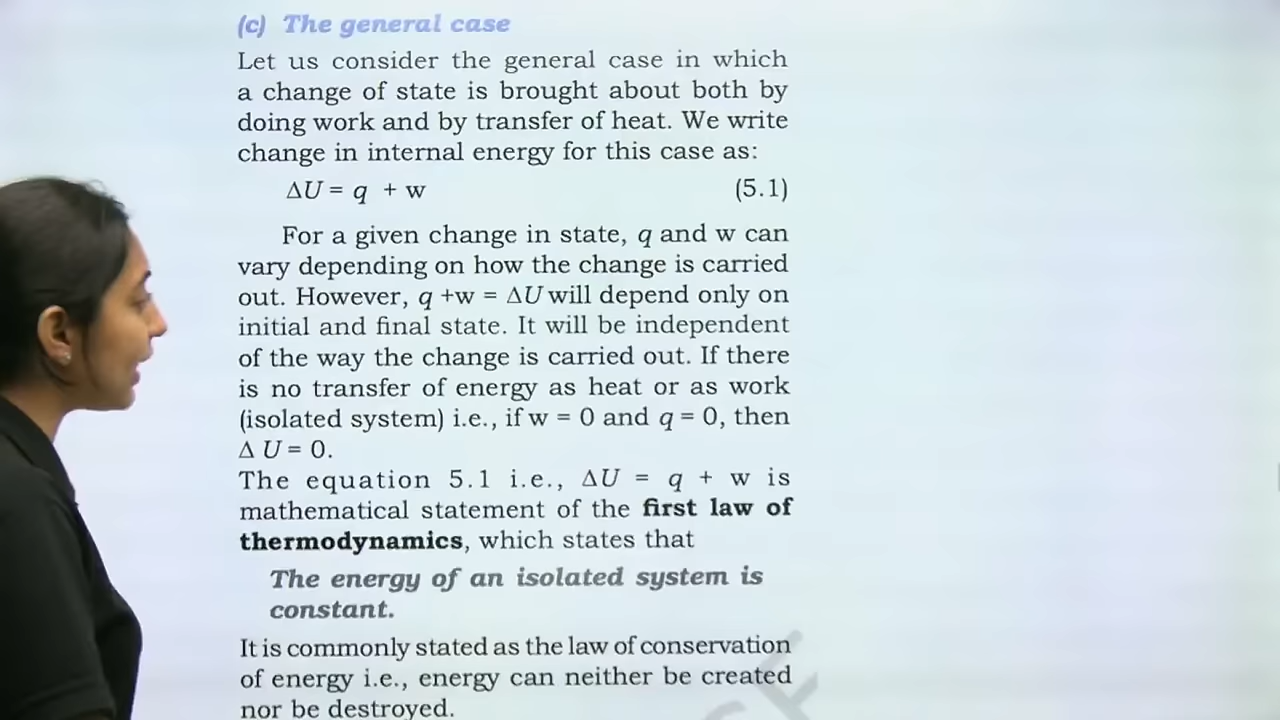 (c) The general case
Let us consider the general case in which
a change of state is brought about both by
doing work and by transfer of heat. We write
change in internal energy for this case as:
ΔU = q + w (5.1)
For a given change in state, q and w can
vary depending on how the change is carried
out. However, q +w = ΔU will depend only on
initial and final state. It will be independent
of the way the change is carried out. If there
is no transfer of energy as heat or as work
(isolated system) i.e., if w = 0 and q = 0, then
Δ U = 0.
The equation 5.1 i.e., ΔU = q + w is
mathematical statement of the first law of
thermodynamics, which states that
The energy of an isolated system is
constant.
It is commonly stated as the law of conservation
of energy i.e., energy can neither be created
nor be destroyed.